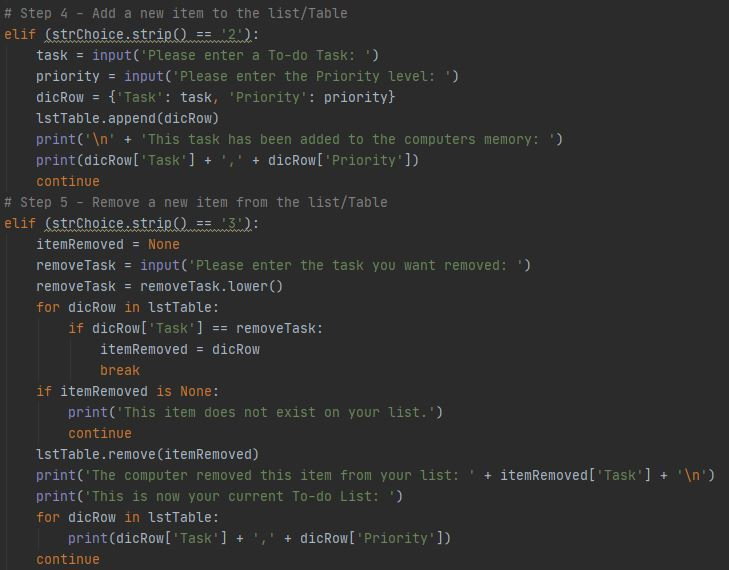 # Step 4 - Add a new item to the list/Table
elif (strChoice.strip() == '2'):
    task = input('Please enter a To-do Task: ')
    priority = input('Please enter the Priority level: ')
    dicRow = {'Task': task, 'Priority': priority}
    lstTable.append(dicRow)
    print('\n' + 'This task has been added to the computers memory: ')
    print(dicRow['Task'] + ',' + dicRow['Priority'])
    continue
# Step 5 - Remove a new item from the list/Table
elif (strChoice.strip() == '3'):
    itemRemoved = None
    removeTask = input('Please enter the task you want removed: ')
    removeTask = removeTask.lower()
    for dicRow in lstTable:
        if dicRow['Task'] == removeTask:
            itemRemoved = dicRow
            break
    if itemRemoved is None:
        print('This item does not exist on your list.')
        continue
    lstTable.remove(itemRemoved)
    print('The computer removed this item from your list: ' + itemRemoved['Task'] + '\n')
    print('This is now your current To-do List: ')
    for dicRow in lstTable:
        print(dicRow['Task'] + ',' + dicRow['Priority'])
    continue